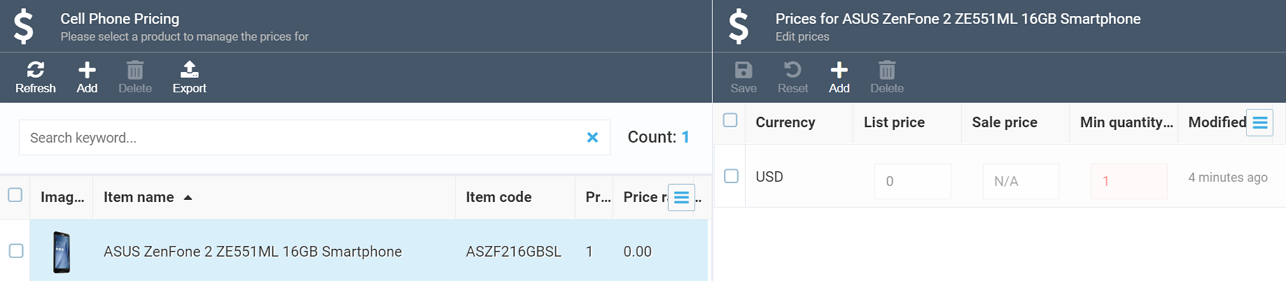 Cell Phone Pricing
Please select a product to manage the prices for
Refresh Add Delete Export
Search keyword... Count: 1
Imag... Item name Item code Pr... Price r
ASUS ZenFone 2 ZE551ML 16GB Smartphone ASZF216GBSL 1 0.00
Prices for ASUS ZenFone 2 ZE551ML 16GB Smartphone
Edit prices
Save Reset Add Delete
Currency List price Sale price Min quantity... Modified
USD 0 N/A 1 4 minutes ago